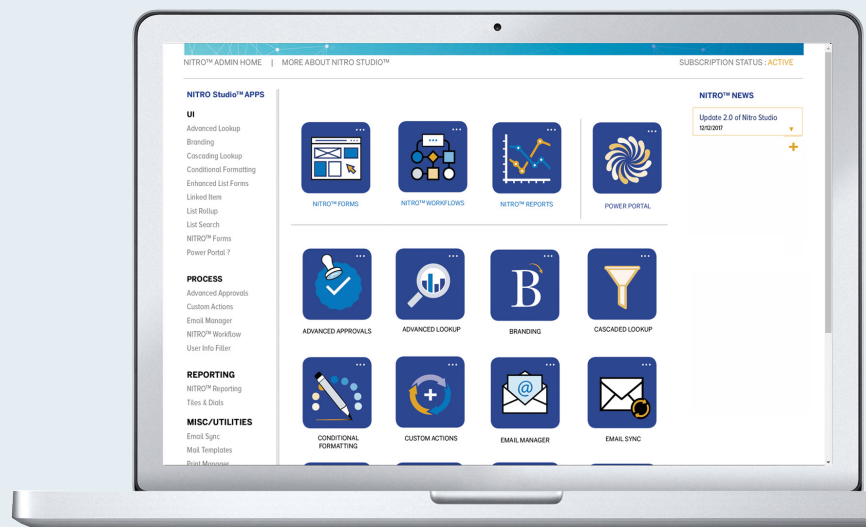 NITRO™ ADMIN HOME | MORE ABOUT NITRO STUDIO™
SUBSCRIPTION STATUS : ACTIVE
NITRO Studio™ APPS
UI
Advanced Lookup
Branding
Cascading Lookup
Conditional Formatting
Enhanced List Forms
Linked Item
List Rollup
List Search
NITRO™ Forms
Power Portal ?
PROCESS
Advanced Approvals
Custom Actions
Email Manager
NITRO™ Workflow
User Info Filler
REPORTING
NITRO™ Reporting
Tiles & Dials
MISC/UTILITIES
Email Sync
Mail Templates
Print Manager
NITRO™ FORMS
NITRO™ WORKFLOWS
NITRO™ REPORTS
POWER PORTAL
B
ADVANCED APPROVALS
ADVANCED LOOKUP
BRANDING
CASCADED LOOKUP
@
CONDITIONAL
FORMATTING
CUSTOM ACTIONS
EMAIL MANAGER
EMAIL SYNC
NITRO™ NEWS
Update 2.0 of Nitro Studio
12/12/2017